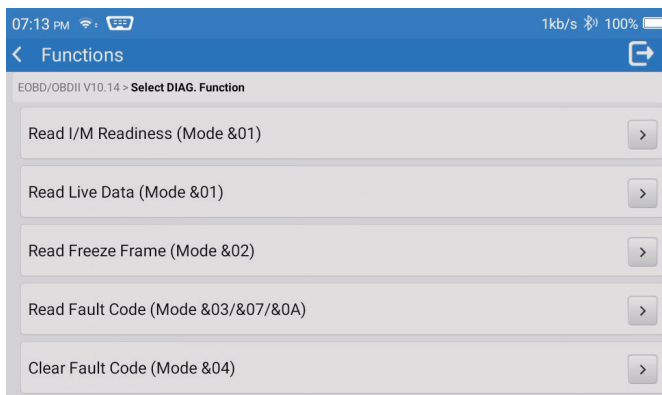 07:13 PM
1kb/s 100%
Functions
EOBD/OBDII V10.14 > Select DIAG. Function
Read I/M Readiness (Mode &01)
Read Live Data (Mode &01)
Read Freeze Frame (Mode &02)
Read Fault Code (Mode &03/&07/&0A)
Clear Fault Code (Mode &04)